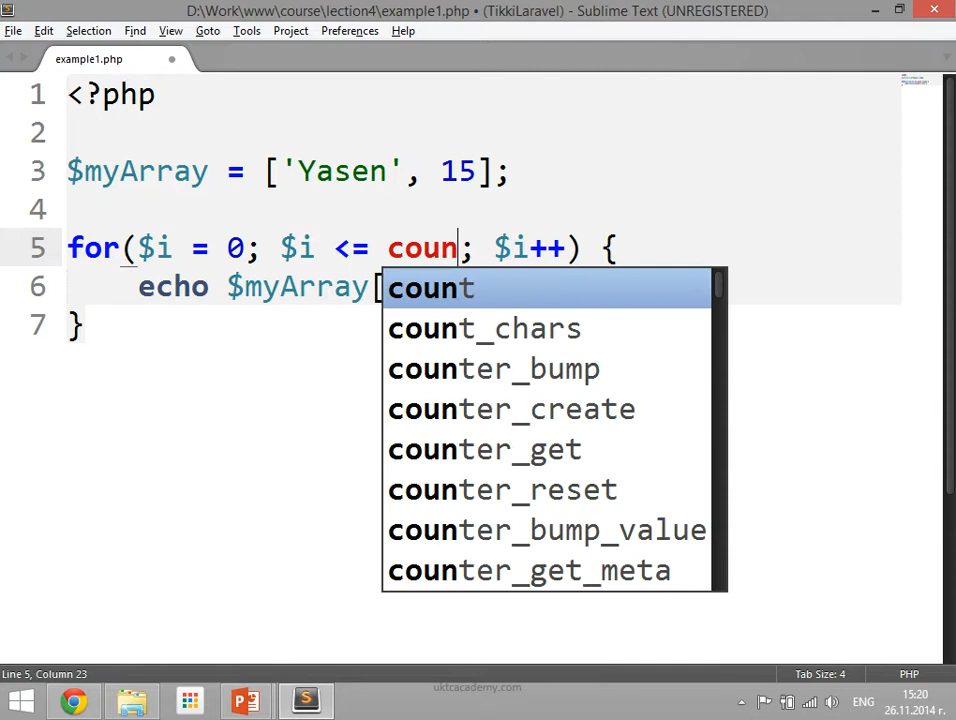 D:\Work\www\course\lection4\example1.php • (TikkiLaravel) - Sublime Text (UNREGISTERED)
File Edit Selection Find View Goto Tools Project Preferences Help
example1.php
1 <?php
2
3 $myArray = ['Yasen', 15];
4
5 for($i = 0; $i <= coun; $i++) {
6 echo $myArray[
7 }
count
count_chars
counter_bump
counter_create
counter_get
counter_reset
counter_bump_value
counter_get_meta
Line 5, Column 23 Tab Size: 4 PHP
uktcacademy.com
ENG
15:20
26.11.2014 г.